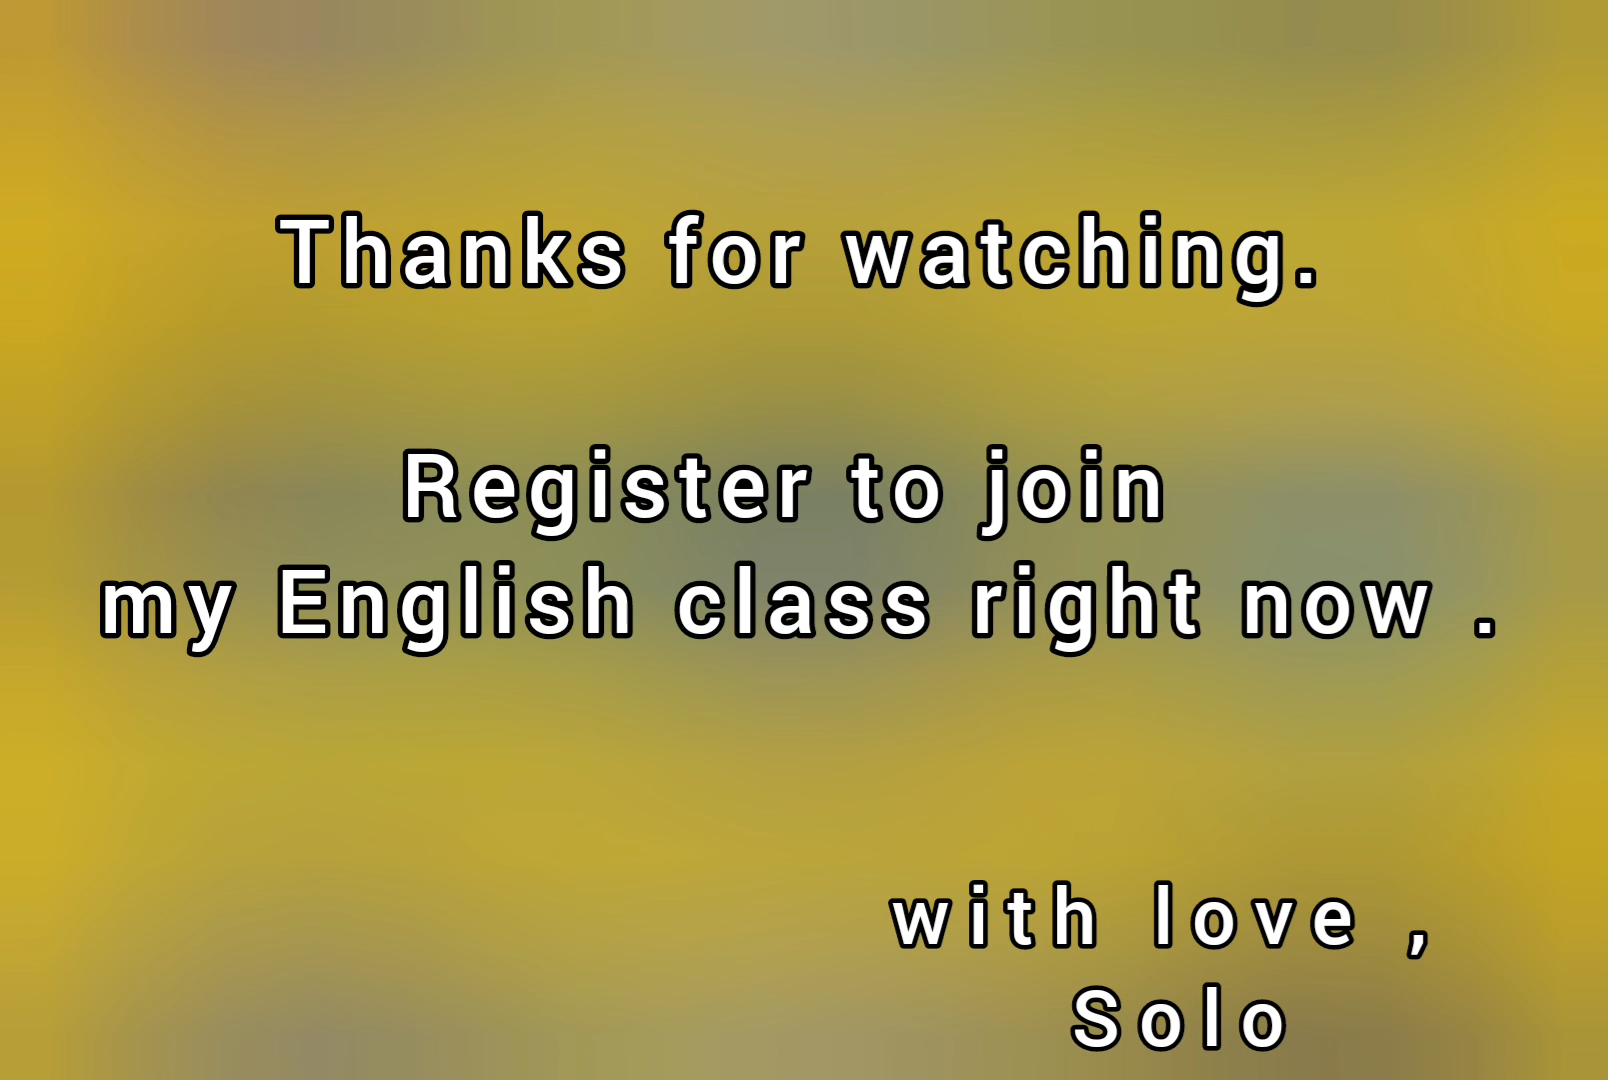 Thanks for watching.
Register to join
my English class right now .
with love ,
Solo